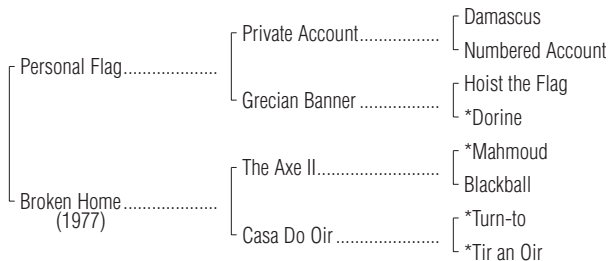 Damascus
Private Account..................
Numbered Account
Personal Flag.....................
Hoist the Flag
Grecian Banner ..................
*Dorine
*Mahmoud
The Axe II...........................
Blackball
Broken Home.....................
(1977)
*Turn-to
Casa Do Oir .......................
*Tir an Oir